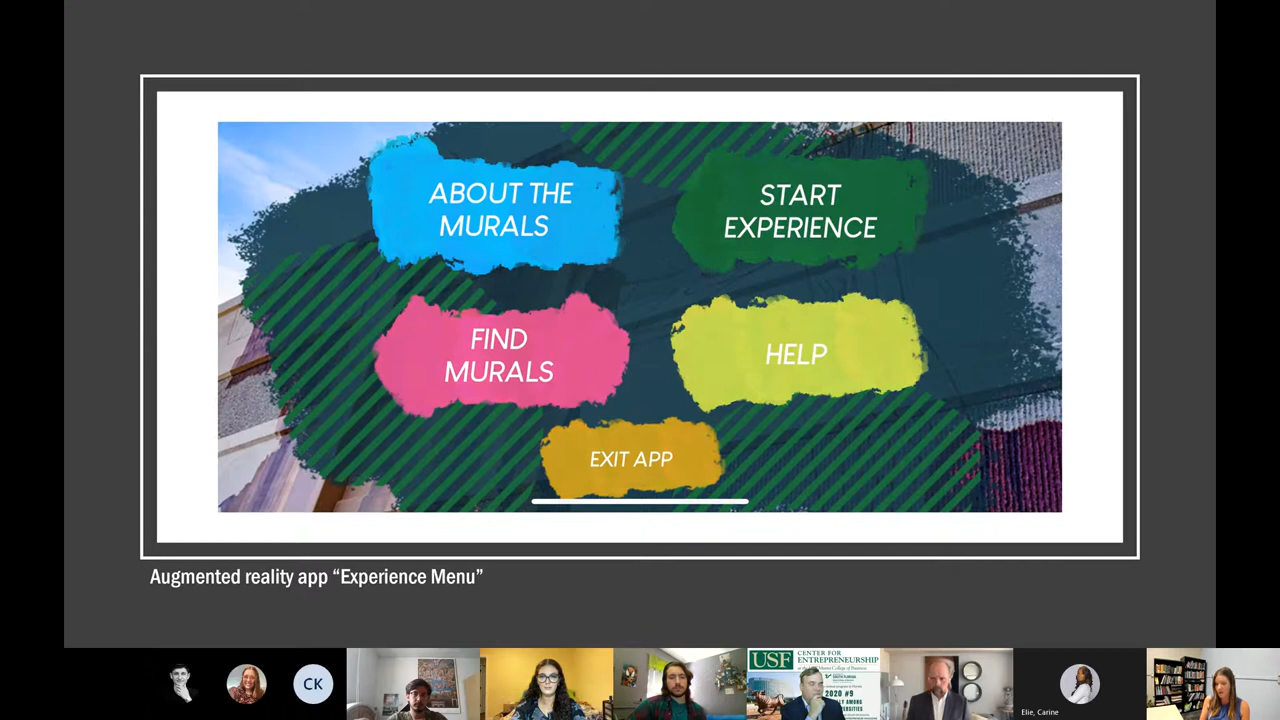 ABOUT THE
MURALS
START
EXPERIENCE
FIND
MURALS
HELP
EXIT APP
Augmented reality app “Experience Menu”
CK
USF
CENTER FOR
ENTREPRENEURSHIP
2020 #9
Elie, Carine